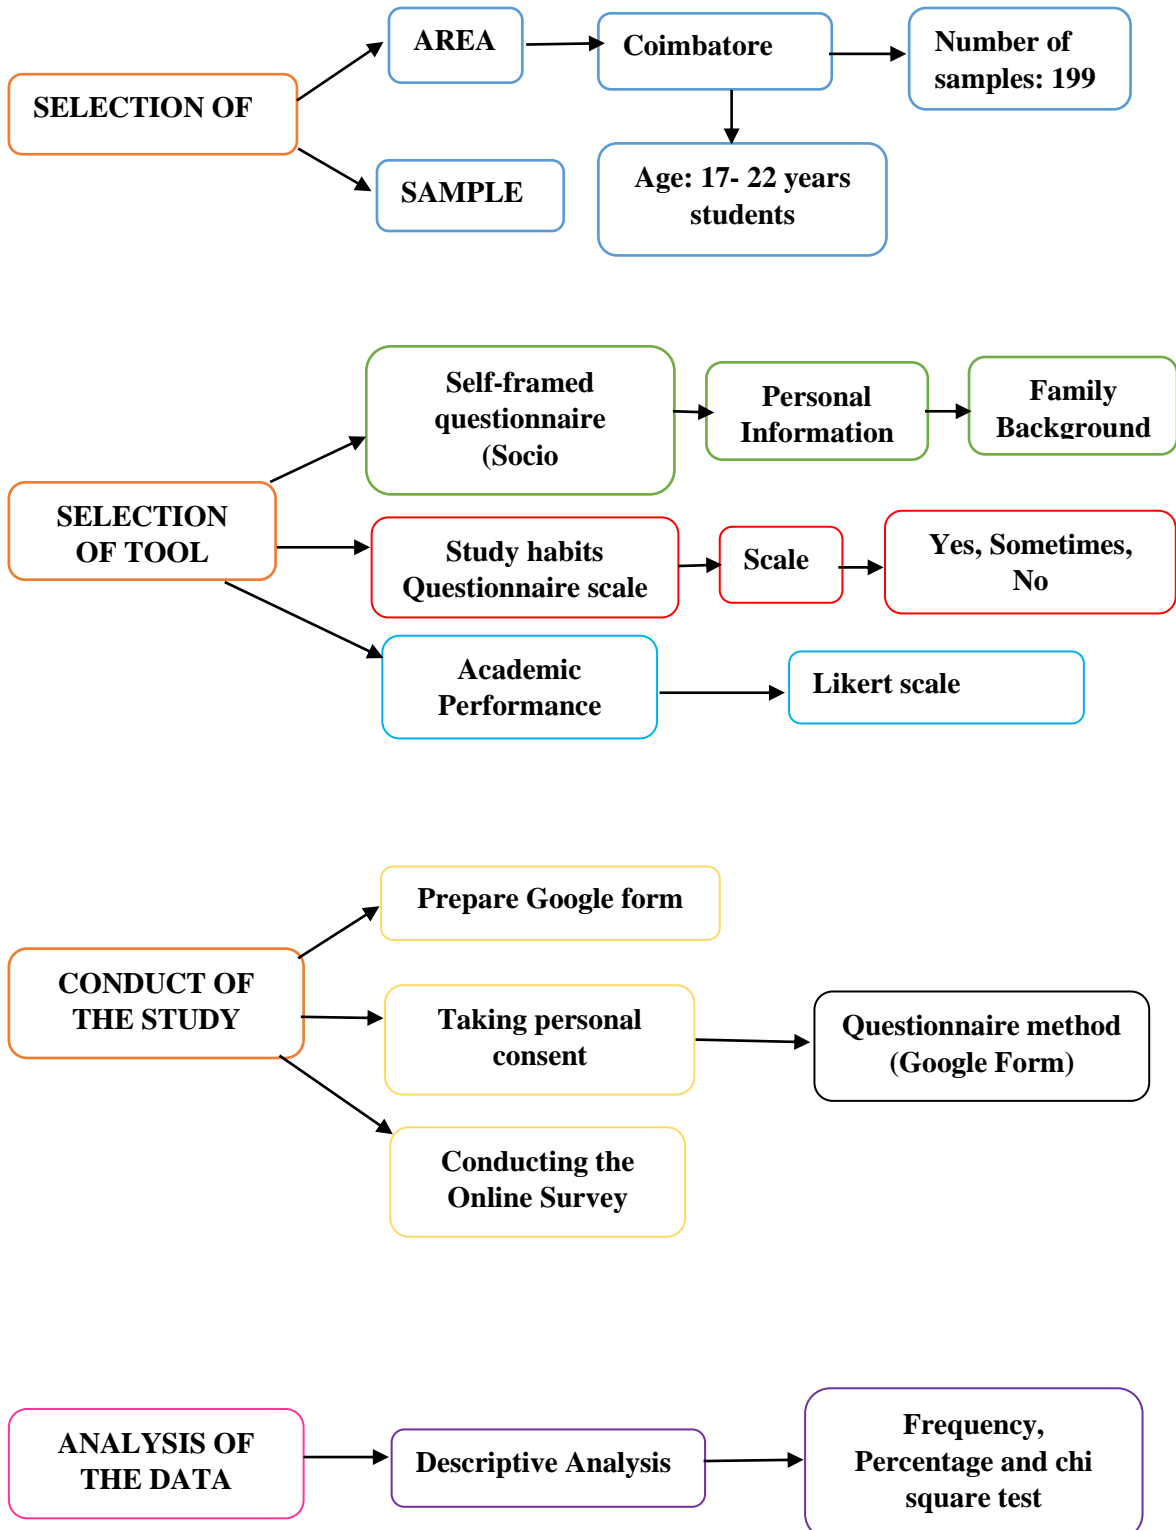 SELECTION OF
AREA
Coimbatore
Number of
samples: 199
SAMPLE
Age: 17- 22 years
students
SELECTION
OF TOOL
Self-framed
questionnaire
(Socio
Personal
Information
Family
Background
Study habits
Questionnaire scale
Scale
Yes, Sometimes,
No
Academic
Performance
Likert scale
CONDUCT OF
THE STUDY
Prepare Google form
Taking personal
consent
Questionnaire method
(Google Form)
Conducting the
Online Survey
ANALYSIS OF
THE DATA
Descriptive Analysis
Frequency,
Percentage and chi
square test